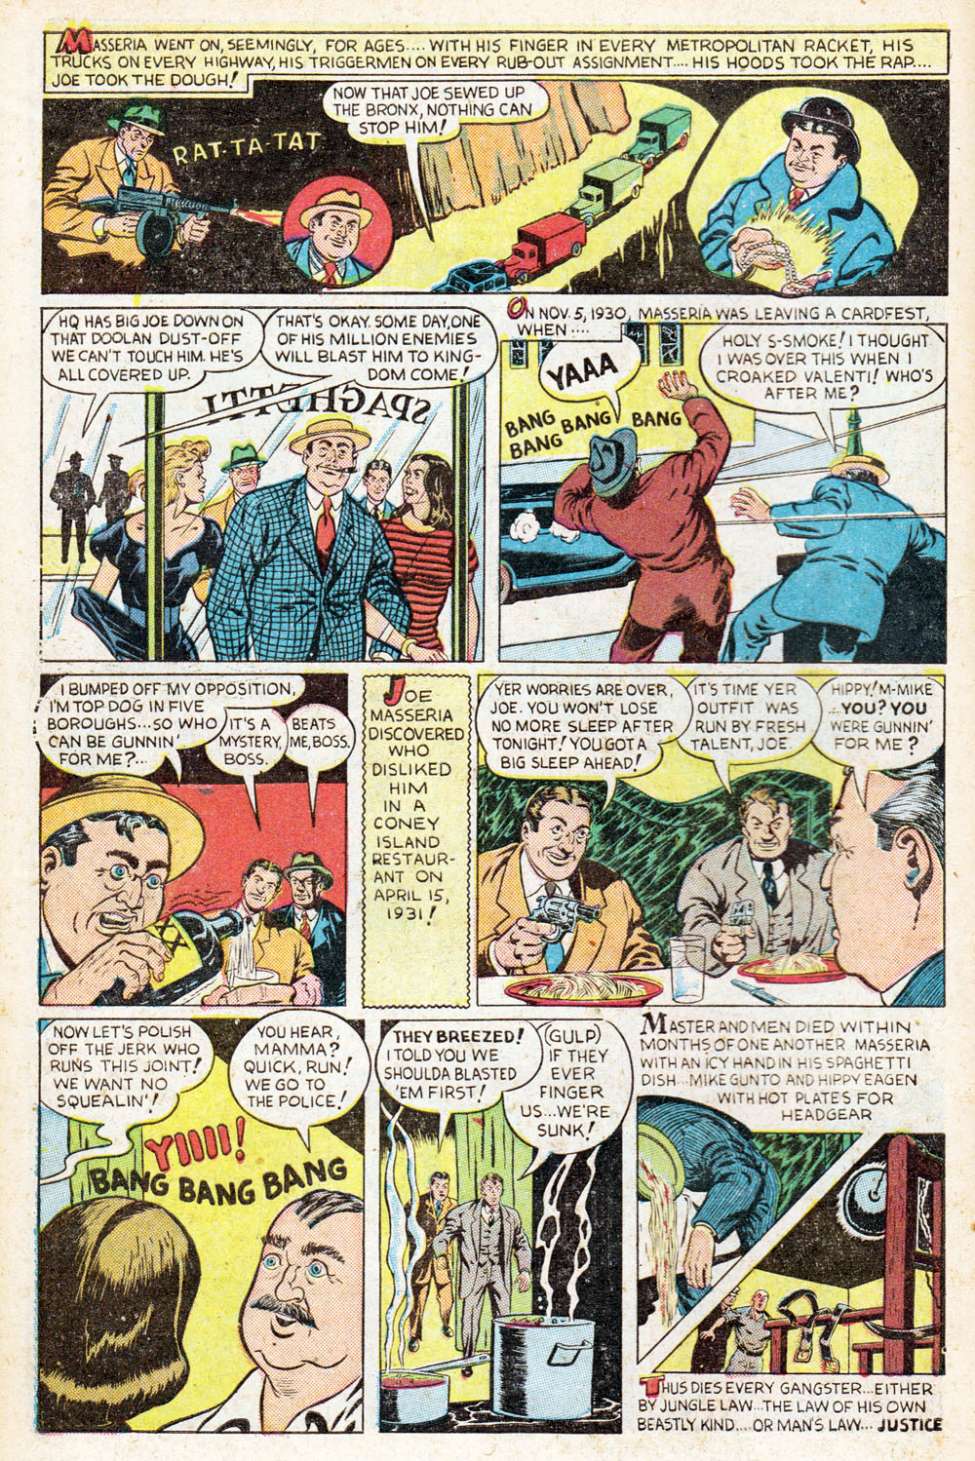 MASSERIA WENT ON, SEEMINGLY, FOR AGES.... WITH HIS FINGER IN EVERY METROPOLITAN RACKET, HIS
TRUCKS ON EVERY HIGHWAY, HIS TRIGGERMEN ON EVERY RUB-OUT ASSIGNMENT.... HIS HOODS TOOK THE RAP....
JOE TOOK THE DOUGH!
RAT-TA-TAT
NOW THAT JOE SEWED UP
THE BRONX, NOTHING CAN
STOP HIM!
HQ HAS BIG JOE DOWN ON
THAT DOOLAN DUST-OFF
WE CAN'T TOUCH HIM. HE'S
ALL COVERED UP.
THAT'S OKAY. SOME DAY, ONE
OF HIS MILLION ENEMIES
WILL BLAST HIM TO KING-
DOM COME!
SPAGHETTI
ON NOV. 5, 1930, MASSERIA WAS LEAVING A CARDFEST,
WHEN ....
YAAA
BANG BANG BANG
BANG
HOLY S-SMOKE! I THOUGHT
I WAS OVER THIS WHEN I
CROAKED VALENTI! WHO'S
AFTER ME?
I BUMPED OFF MY OPPOSITION,
I'M TOP DOG IN FIVE
BOROUGHS...SO WHO
CAN BE GUNNIN'
FOR ME?...
IT'S A
MYSTERY,
BOSS.
BEATS
ME, BOSS.
XX
JOE
MASSERIA
DISCOVERED
WHO
DISLIKED
HIM
IN A
CONEY
ISLAND
RESTAUR-
ANT ON
APRIL 15,
1931!
YER WORRIES ARE OVER,
JOE. YOU WON'T LOSE
NO MORE SLEEP AFTER
TONIGHT! YOU GOT A
BIG SLEEP AHEAD!
IT'S TIME YER
OUTFIT WAS
RUN BY FRESH
TALENT, JOE.
HIPPY! M-MIKE
...YOU? YOU
WERE GUNNIN'
FOR ME?
NOW LET'S POLISH
OFF THE JERK WHO
RUNS THIS JOINT!
WE WANT NO
SQUEALIN'!
YOU HEAR,
MAMMA?
QUICK, RUN!
WE GO TO
THE POLICE!
YIIIII!
BANG BANG BANG
THEY BREEZED!
I TOLD YOU WE
SHOULDA BLASTED
'EM FIRST!
(GULP)
IF THEY
EVER
FINGER
US...WE'RE
SUNK!
MASTER AND MEN DIED WITHIN
MONTHS OF ONE ANOTHER MASSERIA
WITH AN ICY HAND IN HIS SPAGHETTI
DISH...MIKE GUNTO AND HIPPY EAGEN
WITH HOT PLATES FOR
HEADGEAR
THUS DIES EVERY GANGSTER...EITHER
BY JUNGLE LAW...THE LAW OF HIS OWN
BEASTLY KIND....OR MAN'S LAW...JUSTICE